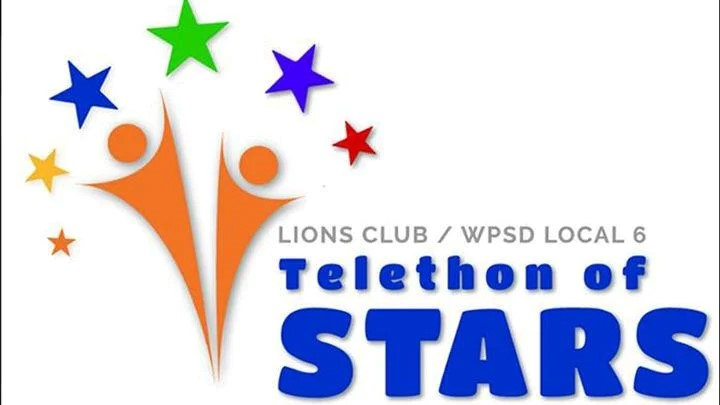 LIONS CLUB / WPSD LOCAL 6
Telethon of
STARS